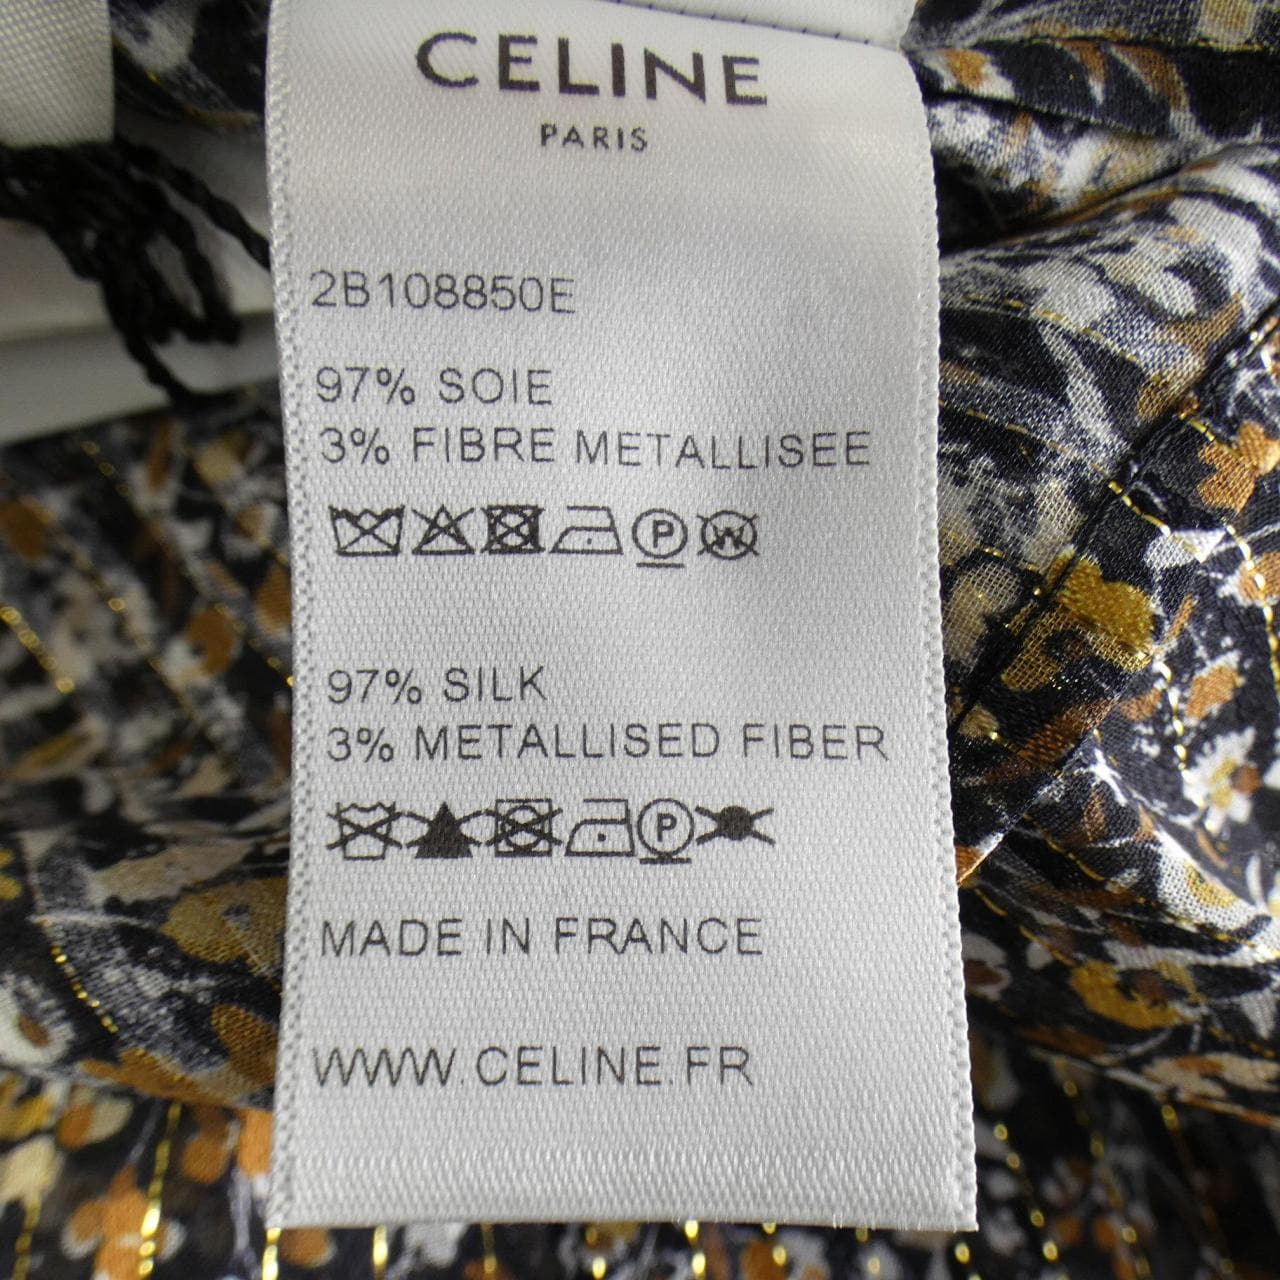 CELINE
PARIS
2B108850E
97% SOIE
3% FIBRE METALLISEE
P W
97% SILK
3% METALLISED FIBER
P
MADE IN FRANCE
WWW.CELINE.FR